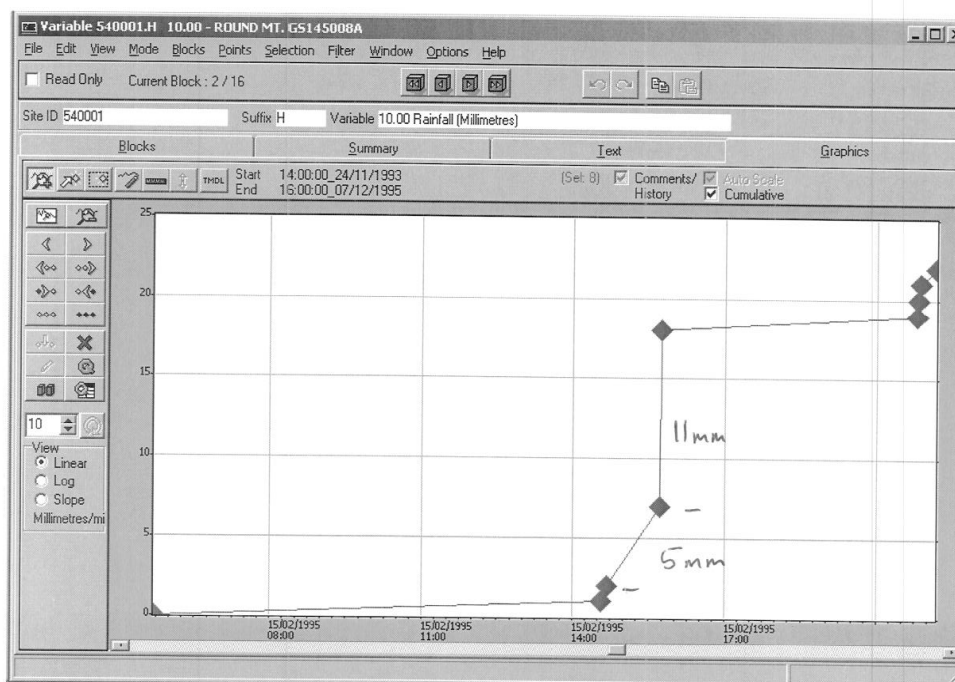 Variable 540001.H 10.00 - ROUND MT. GS145008A
File Edit View Mode Blocks Points Selection Filter Window Options Help
Read Only Current Block : 2 / 16
Site ID 540001 Suffix H Variable 10.00 Rainfall (Millimetres)
Blocks Summary Text Graphics
TMDL Start 14:00:00_24/11/1993 (Set: 8) Comments/ Auto Scale
End 16:00:00_07/12/1995 History Cumulative
25
20
15
10
11mm
5
5mm
0
15/02/1995 15/02/1995 15/02/1995 15/02/1995
08:00 11:00 14:00 17:00
10
View
Linear
Log
Slope
Millimetres/mi